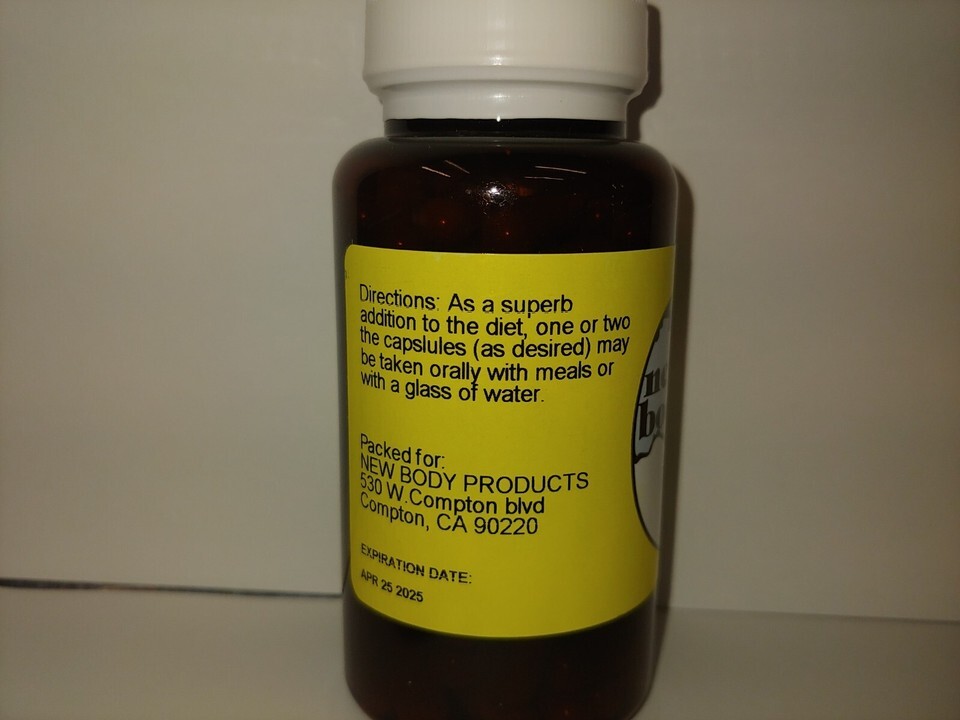 Directions: As a superb
addition to the diet, one or two
the capslules (as desired) may
be taken orally with meals or
with a glass of water.
Packed for:
NEW BODY PRODUCTS
530 W.Compton blvd
Compton, CA 90220
EXPIRATION DATE:
APR 25 2025